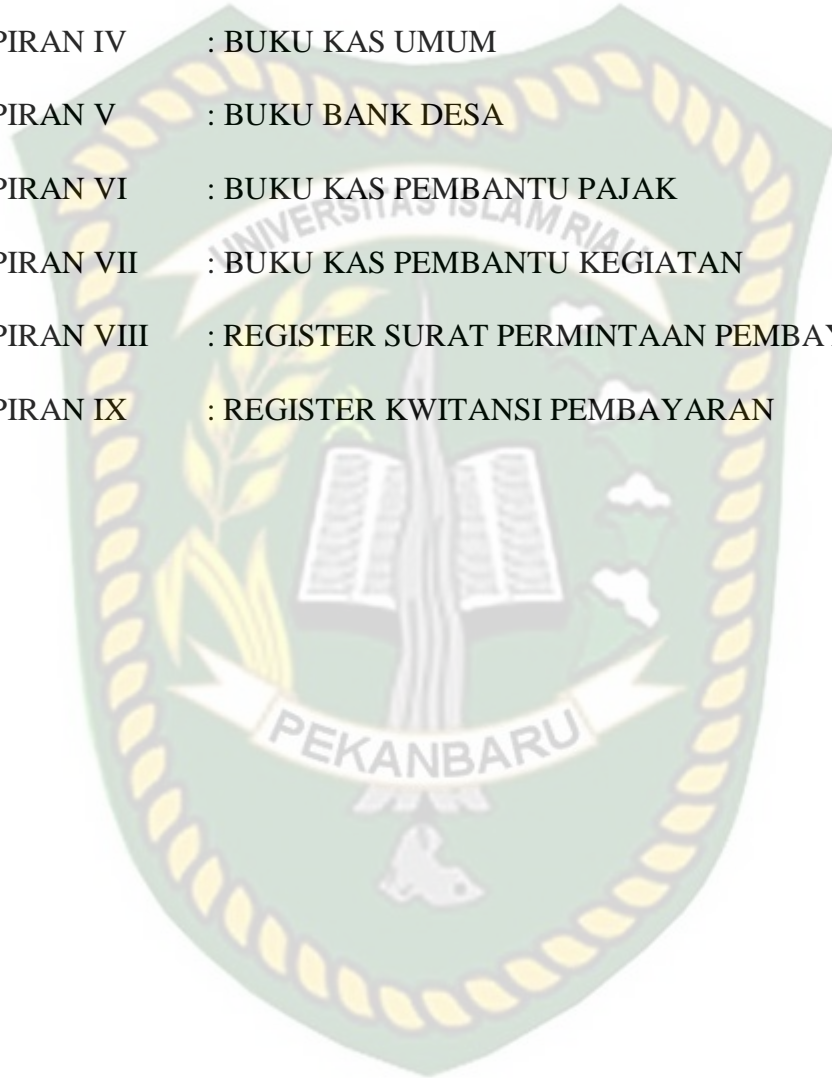 PIRAN IV : BUKU KAS UMUM
PIRAN V : BUKU BANK DESA
PIRAN VI : BUKU KAS PEMBANTU PAJAK
UNIVERSITAS ISLAM RIAU
PIRAN VII : BUKU KAS PEMBANTU KEGIATAN
PIRAN VIII : REGISTER SURAT PERMINTAAN PEMBAY
PIRAN IX : REGISTER KWITANSI PEMBAYARAN
PEKANBARU